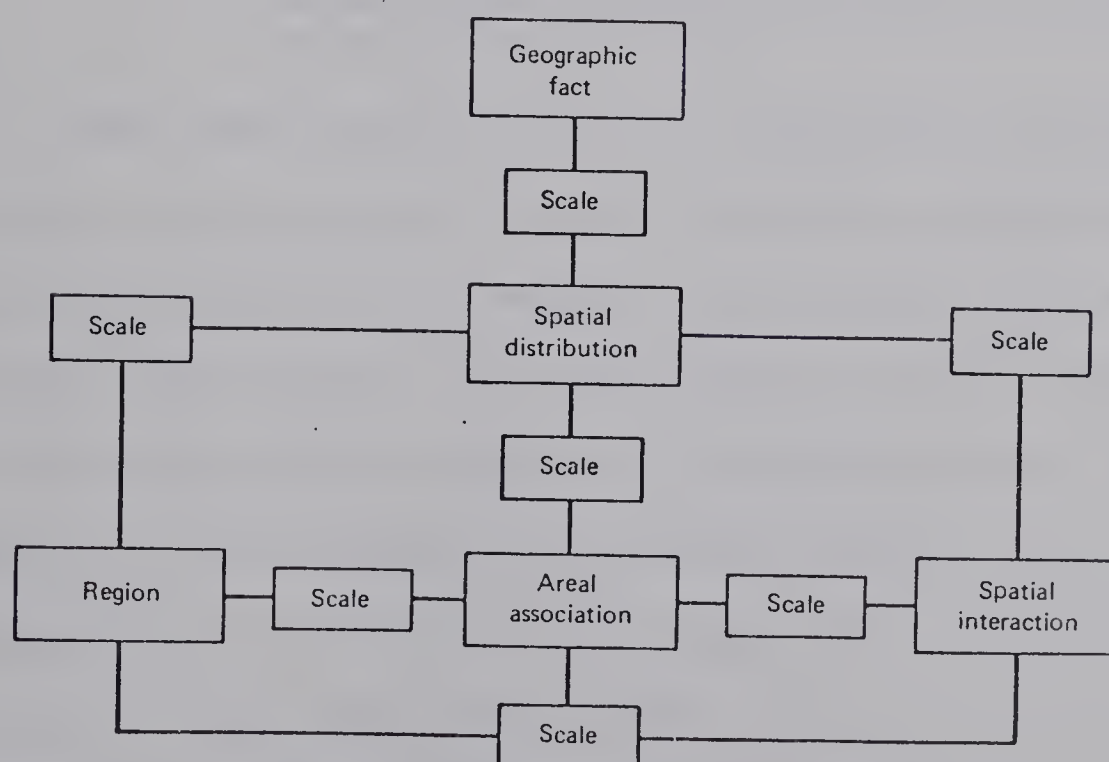 Geographic
fact
Scale
Spatial
distribution
Scale
Scale
Scale
Region
Scale
Areal
association
Scale
Spatial
interaction
Scale